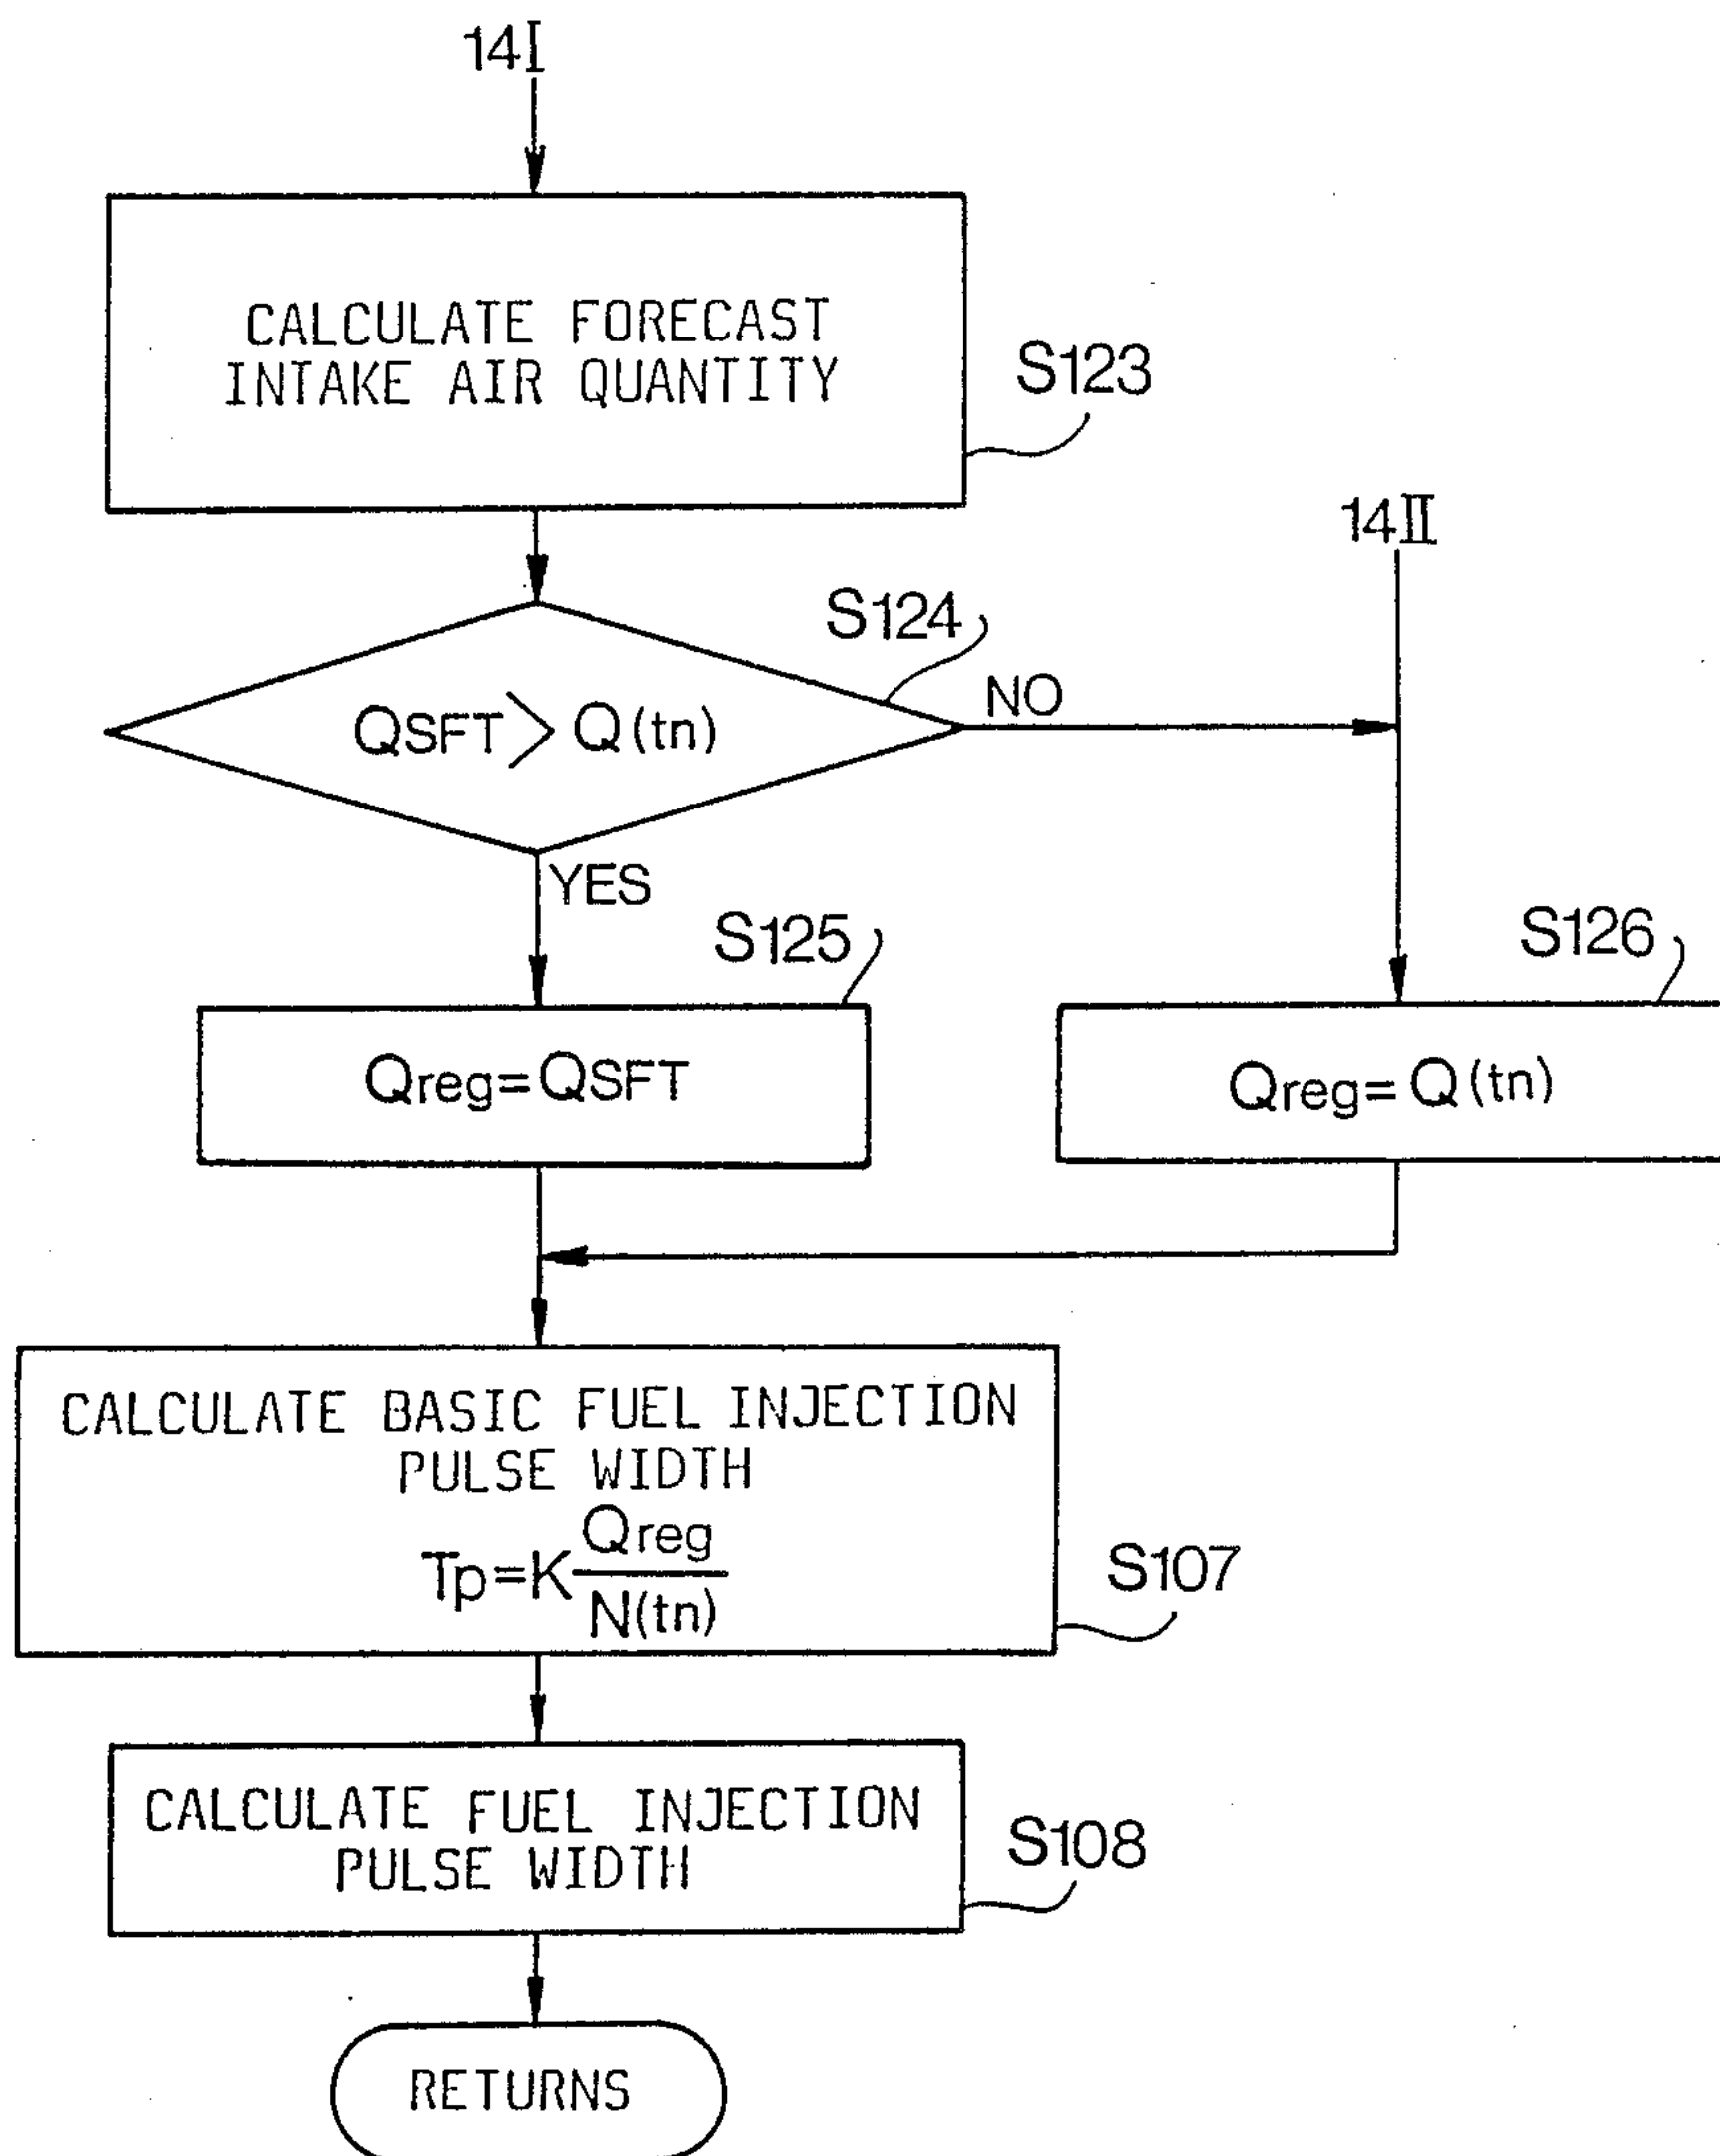 14I
CALCULATE FORECAST
INTAKE AIR QUANTITY
S123
14II
S124
QSFT > Q(tn)
NO
YES
S125
S126
Qreg=QSFT
Qreg=Q(tn)
CALCULATE BASIC FUEL INJECTION
PULSE WIDTH
Tp=K Qreg/N(tn)
S107
CALCULATE FUEL INJECTION
PULSE WIDTH
S108
RETURNS